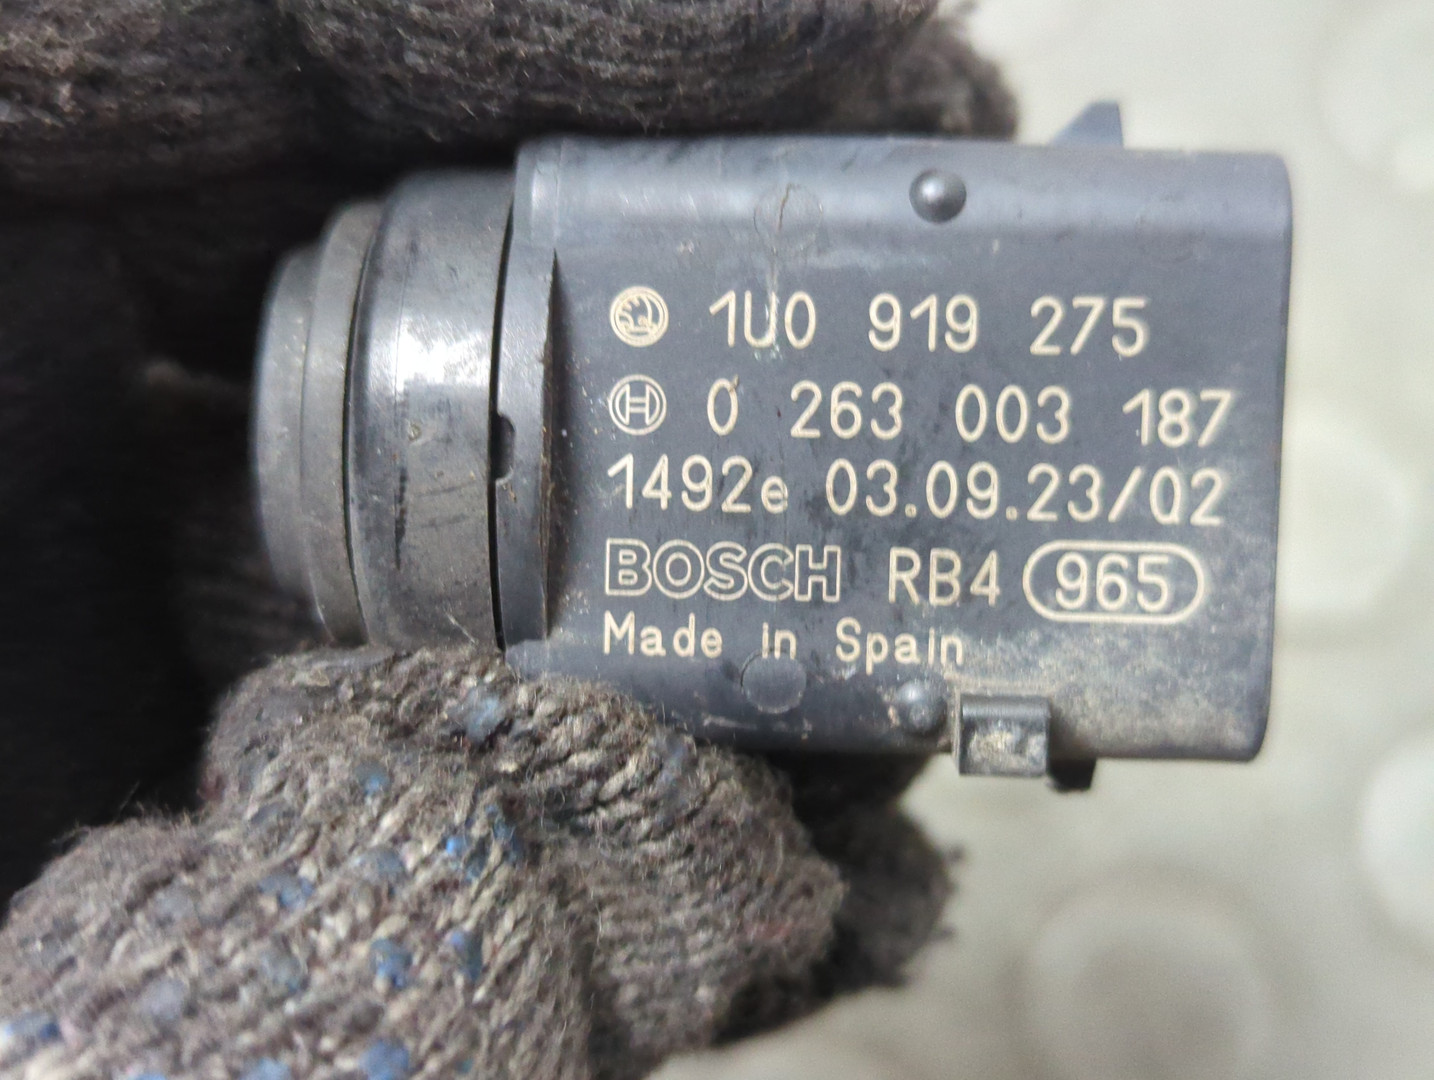 1U0 919 275
0 263 003 187
1492e 03.09.23/02
BOSCH RB4 965
Made in Spain